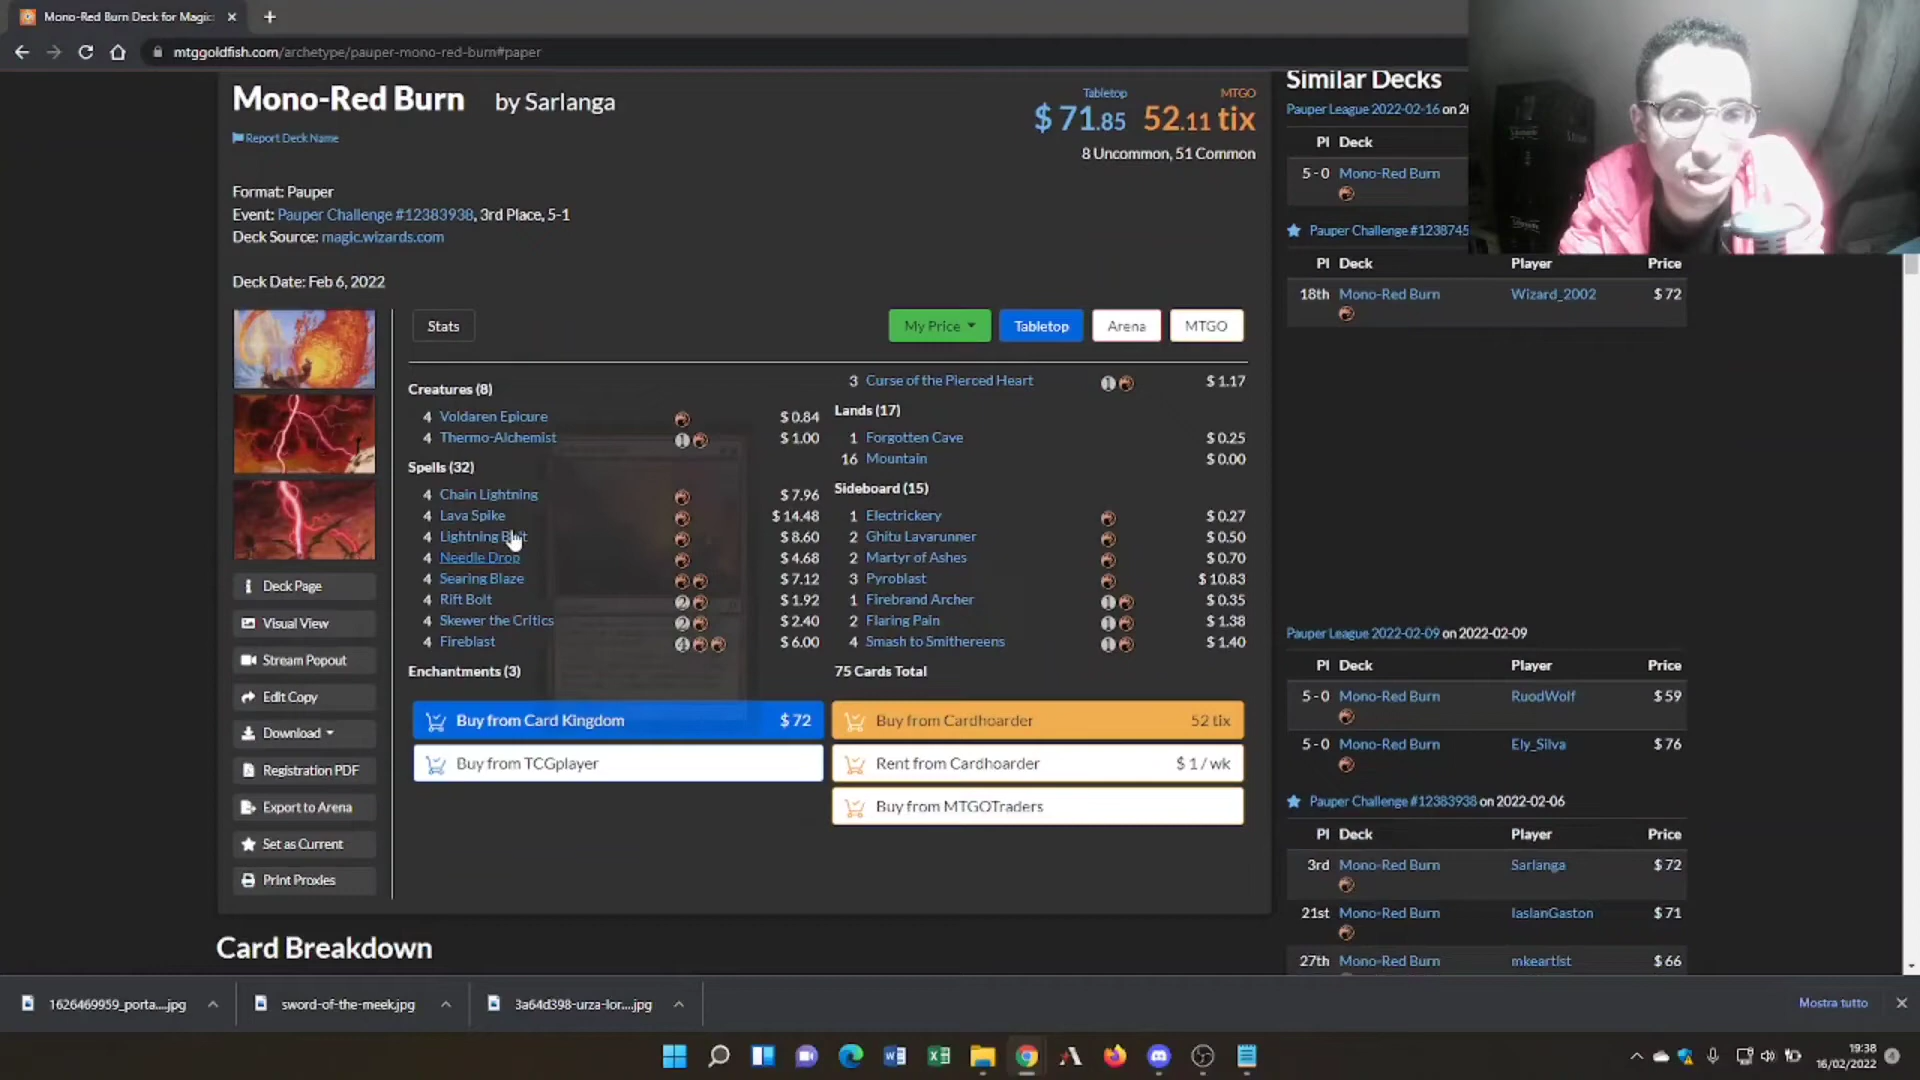 Mono-Red Burn Deck for Magic:
mtggoldfish.com/archetype/pauper-mono-red-burn#paper
Mono-Red Burn by Sarlanga
Report Deck Name
Tabletop
$ 71.85
MTGO
52.11 tix
8 Uncommon, 51 Common
Format: Pauper
Event: Pauper Challenge #12383938, 3rd Place, 5-1
Deck Source: magic.wizards.com
Deck Date: Feb 6, 2022
Deck Page
Visual View
Stream Popout
Edit Copy
Download
Registration PDF
Export to Arena
Set as Current
Print Proxies
Stats
My Price
Tabletop
Arena
MTGO
Creatures (8)
4 Voldaren Epicure $ 0.84
4 Thermo-Alchemist 1 $ 1.00
Spells (32)
4 Chain Lightning $ 7.96
4 Lava Spike $ 14.48
4 Lightning Bolt $ 8.60
4 Needle Drop $ 4.68
4 Searing Blaze $ 7.12
4 Rift Bolt 2 $ 1.92
4 Skewer the Critics 2 $ 2.40
4 Fireblast 4 $ 6.00
Enchantments (3)
3 Curse of the Pierced Heart 1 $ 1.17
Lands (17)
1 Forgotten Cave $ 0.25
16 Mountain $ 0.00
Sideboard (15)
1 Electrickery $ 0.27
2 Ghitu Lavarunner $ 0.50
2 Martyr of Ashes $ 0.70
3 Pyroblast $ 10.83
1 Firebrand Archer 1 $ 0.35
2 Flaring Pain 1 $ 1.38
4 Smash to Smithereens 1 $ 1.40
75 Cards Total
Buy from Card Kingdom $ 72
Buy from TCGplayer
Buy from Cardhoarder 52 tix
Rent from Cardhoarder $ 1 / wk
Buy from MTGOTraders
Card Breakdown
Similar Decks
Pauper League 2022-02-16 on 2
Pl Deck
5 - 0 Mono-Red Burn
Pauper Challenge #1238745
Pl Deck Player Price
18th Mono-Red Burn Wizard_2002 $ 72
Pauper League 2022-02-09 on 2022-02-09
Pl Deck Player Price
5 - 0 Mono-Red Burn RuodWolf $ 59
5 - 0 Mono-Red Burn Ely_Silva $ 76
Pauper Challenge #12383938 on 2022-02-06
Pl Deck Player Price
3rd Mono-Red Burn Sarlanga $ 72
21st Mono-Red Burn IaslanGaston $ 71
27th Mono-Red Burn mkeartist $ 66
1626469959_porta....jpg
sword-of-the-meek.jpg
3a64d398-urza-lor....jpg
Mostra tutto
19:38
16/02/2022
4